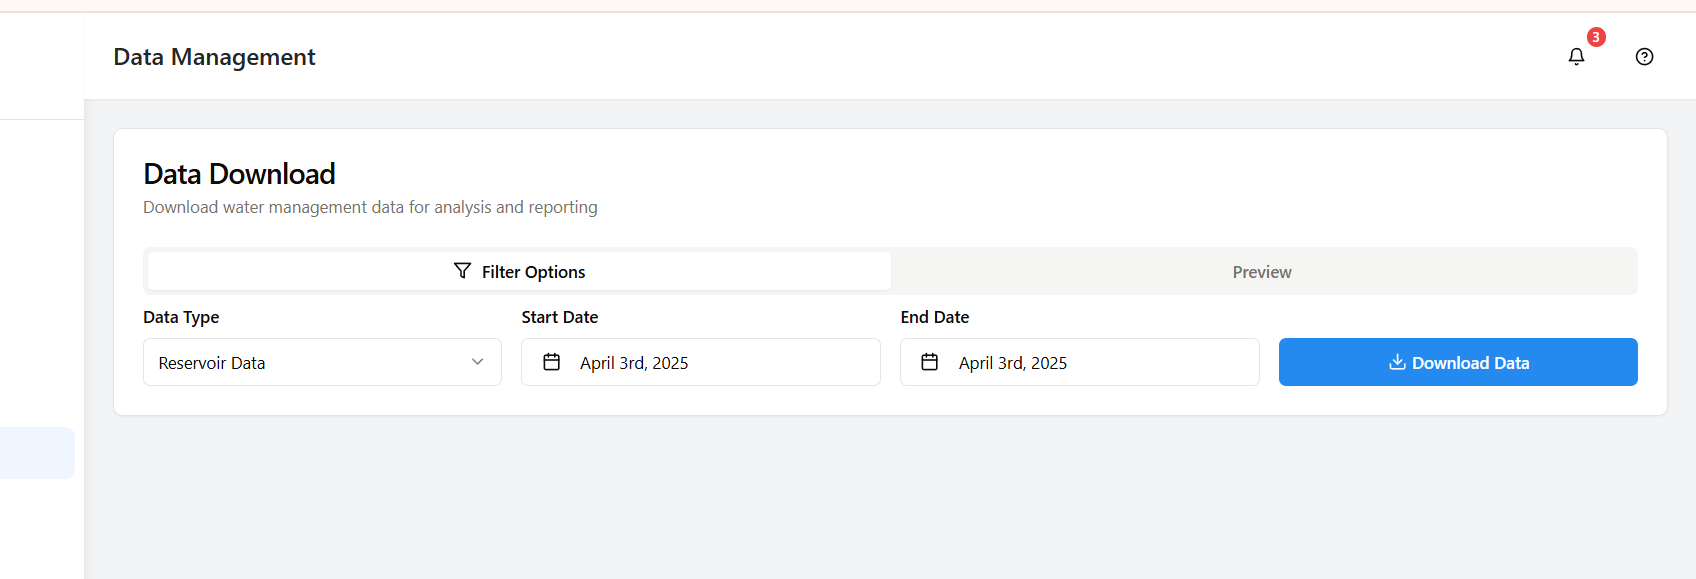 Data Management
3
Data Download
Download water management data for analysis and reporting
Filter Options
Preview
Data Type
Start Date
End Date
Reservoir Data
April 3rd, 2025
April 3rd, 2025
Download Data